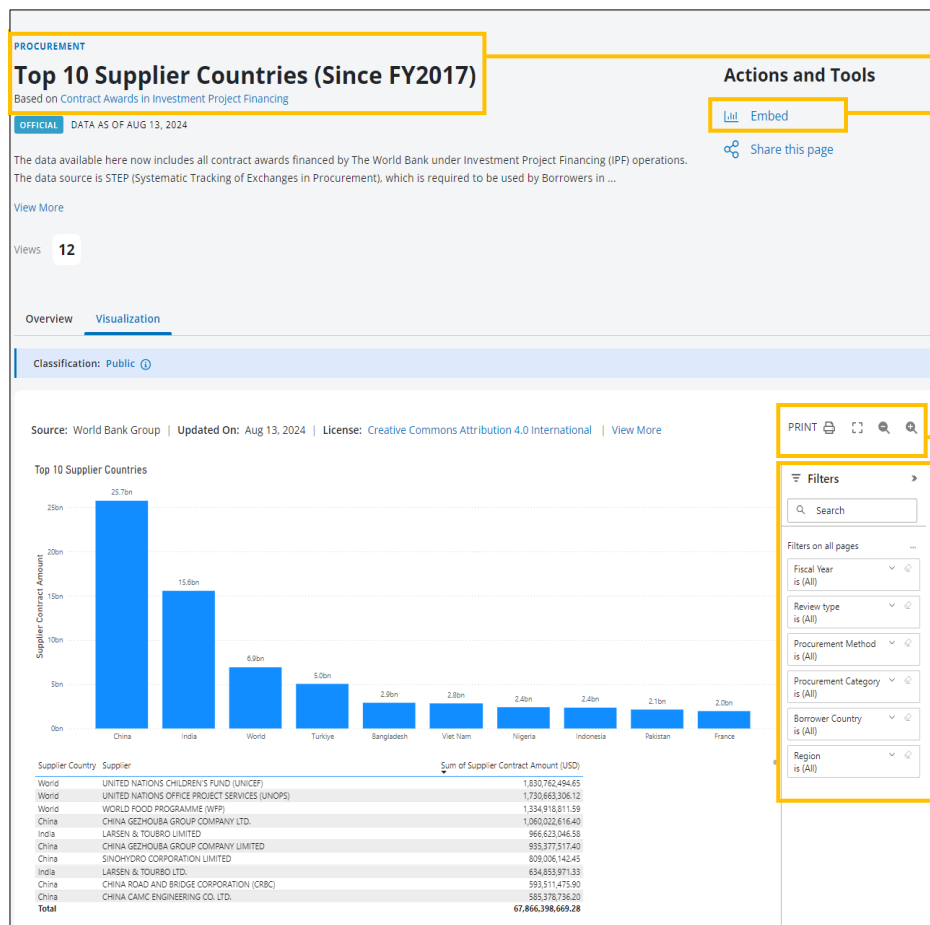 PROCUREMENT
Top 10 Supplier Countries (Since FY2017)
Based on Contract Awards in Investment Project Financing
OFFICIAL DATA AS OF AUG 13, 2024
The data available here now includes all contract awards financed by The World Bank under Investment Project Financing (IPF) operations.
The data source is STEP (Systematic Tracking of Exchanges in Procurement), which is required to be used by Borrowers in ...
View More
Views 12
Actions and Tools
Embed
Share this page
Overview Visualization
Classification: Public
Source: World Bank Group | Updated On: Aug 13, 2024 | License: Creative Commons Attribution 4.0 International | View More
PRINT
Top 10 Supplier Countries
Supplier Contract Amount
25bn
20bn
15bn
10bn
5bn
0bn
25.7bn
15.6bn
6.9bn
5.0bn
2.9bn
2.8bn
2.4bn
2.4bn
2.1bn
2.0bn
China India World Turkiye Bangladesh Viet Nam Nigeria Indonesia Pakistan France
Supplier Country Supplier Sum of Supplier Contract Amount (USD)
World UNITED NATIONS CHILDREN'S FUND (UNICEF) 1,830,762,494.65
World UNITED NATIONS OFFICE PROJECT SERVICES (UNOPS) 1,730,663,306.12
World WORLD FOOD PROGRAMME (WFP) 1,334,918,811.59
China CHINA GEZHOUBA GROUP COMPANY LTD. 1,060,022,616.40
India LARSEN & TOUBRO LIMITED 966,623,046.58
China CHINA GEZHOUBA GROUP COMPANY LIMITED 935,377,517.40
China SINOHYDRO CORPORATION LIMITED 809,006,142.45
India LARSEN & TOURBO LTD. 634,853,971.33
China CHINA ROAD AND BRIDGE CORPORATION (CRBC) 593,511,475.90
China CHINA CAMC ENGINEERING CO. LTD. 585,378,736.20
Total 67,866,398,669.28
Filters
Search
Filters on all pages ...
Fiscal Year
is (All)
Review type
is (All)
Procurement Method
is (All)
Procurement Category
is (All)
Borrower Country
is (All)
Region
is (All)